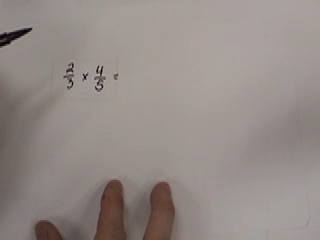 2/3 × 4/5 =